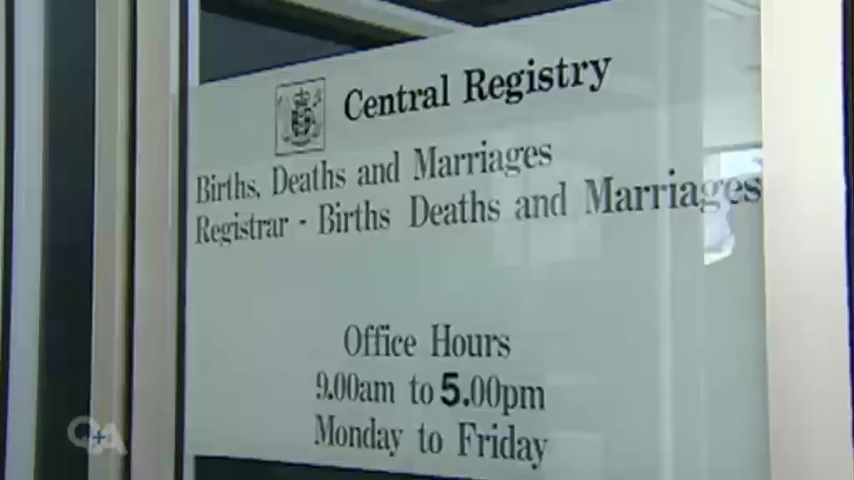 Central Registry
Births, Deaths and Marriages
Registrar - Births Deaths and Marriages
Office Hours
9.00am to 5.00pm
Monday to Friday
Q+A